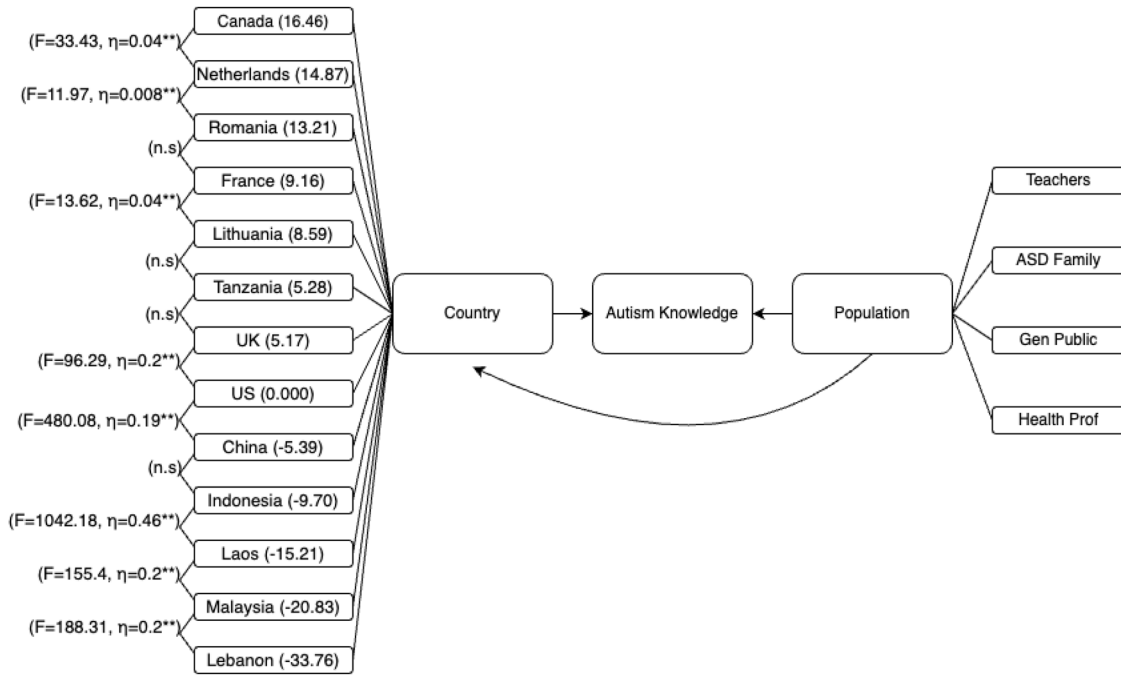 Canada (16.46)
(F=33.43, η=0.04**)
Netherlands (14.87)
(F=11.97, η=0.008**)
Romania (13.21)
(n.s)
France (9.16)
(F=13.62, η=0.04**)
Lithuania (8.59)
(n.s)
Tanzania (5.28)
(n.s)
UK (5.17)
(F=96.29, η=0.2**)
US (0.000)
(F=480.08, η=0.19**)
China (-5.39)
(n.s)
Indonesia (-9.70)
(F=1042.18, η=0.46**)
Laos (-15.21)
(F=155.4, η=0.2**)
Malaysia (-20.83)
(F=188.31, η=0.2**)
Lebanon (-33.76)
Country
Autism Knowledge
Population
Teachers
ASD Family
Gen Public
Health Prof